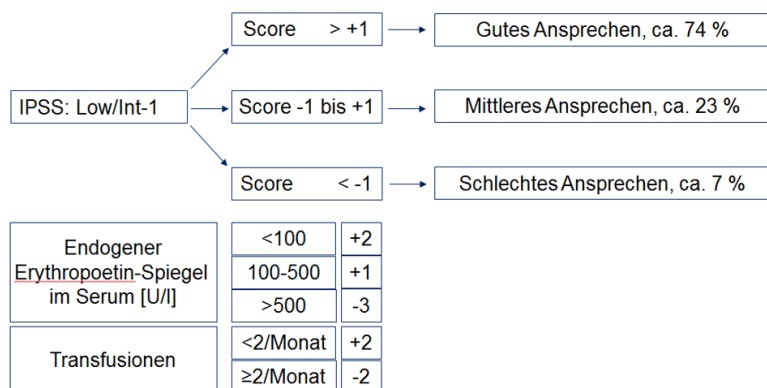 Score > +1
Gutes Ansprechen, ca. 74 %
IPSS: Low/Int-1
Score -1 bis +1
Mittleres Ansprechen, ca. 23 %
Score < -1
Schlechtes Ansprechen, ca. 7 %
Endogener
Erythropoetin-Spiegel
im Serum [U/l]
<100 +2
100-500 +1
>500 -3
Transfusionen
<2/Monat +2
≥2/Monat -2